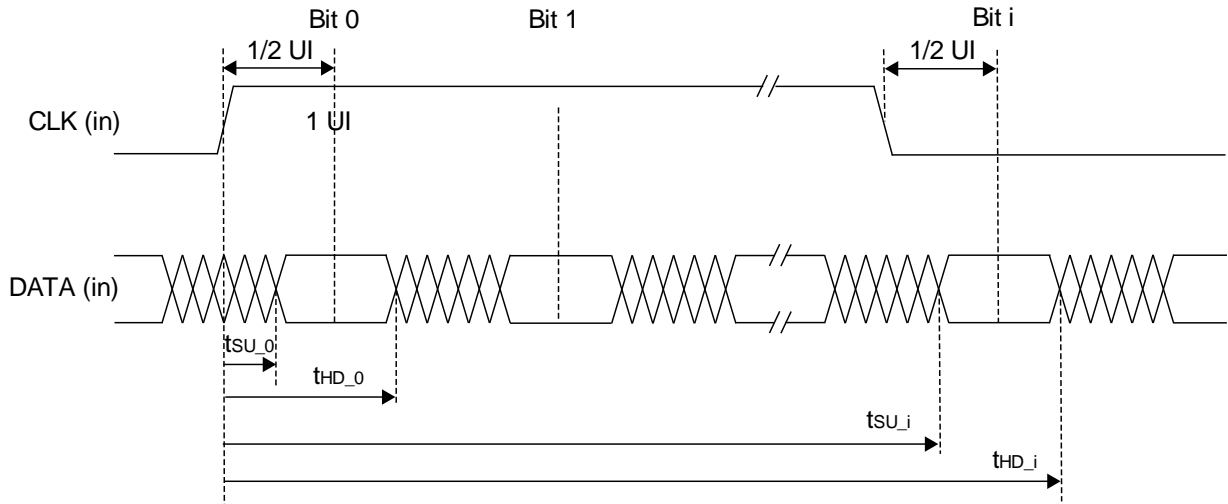 Bit 0
Bit 1
Bit i
1/2 UI
1/2 UI
CLK (in)
1 UI
DATA (in)
tSU_0
tHD_0
tSU_i
tHD_i